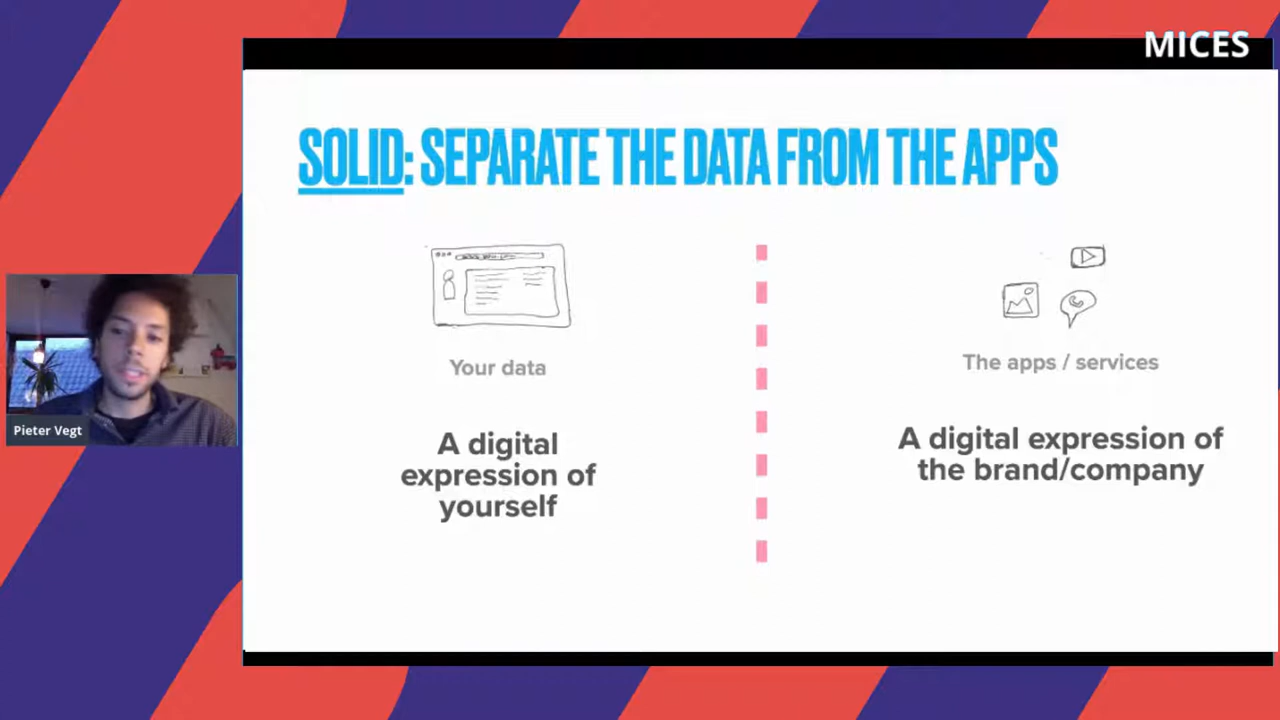 MICES
SOLID: SEPARATE THE DATA FROM THE APPS
Your data
A digital
expression of
yourself
The apps / services
A digital expression of
the brand/company
Pieter Vegt